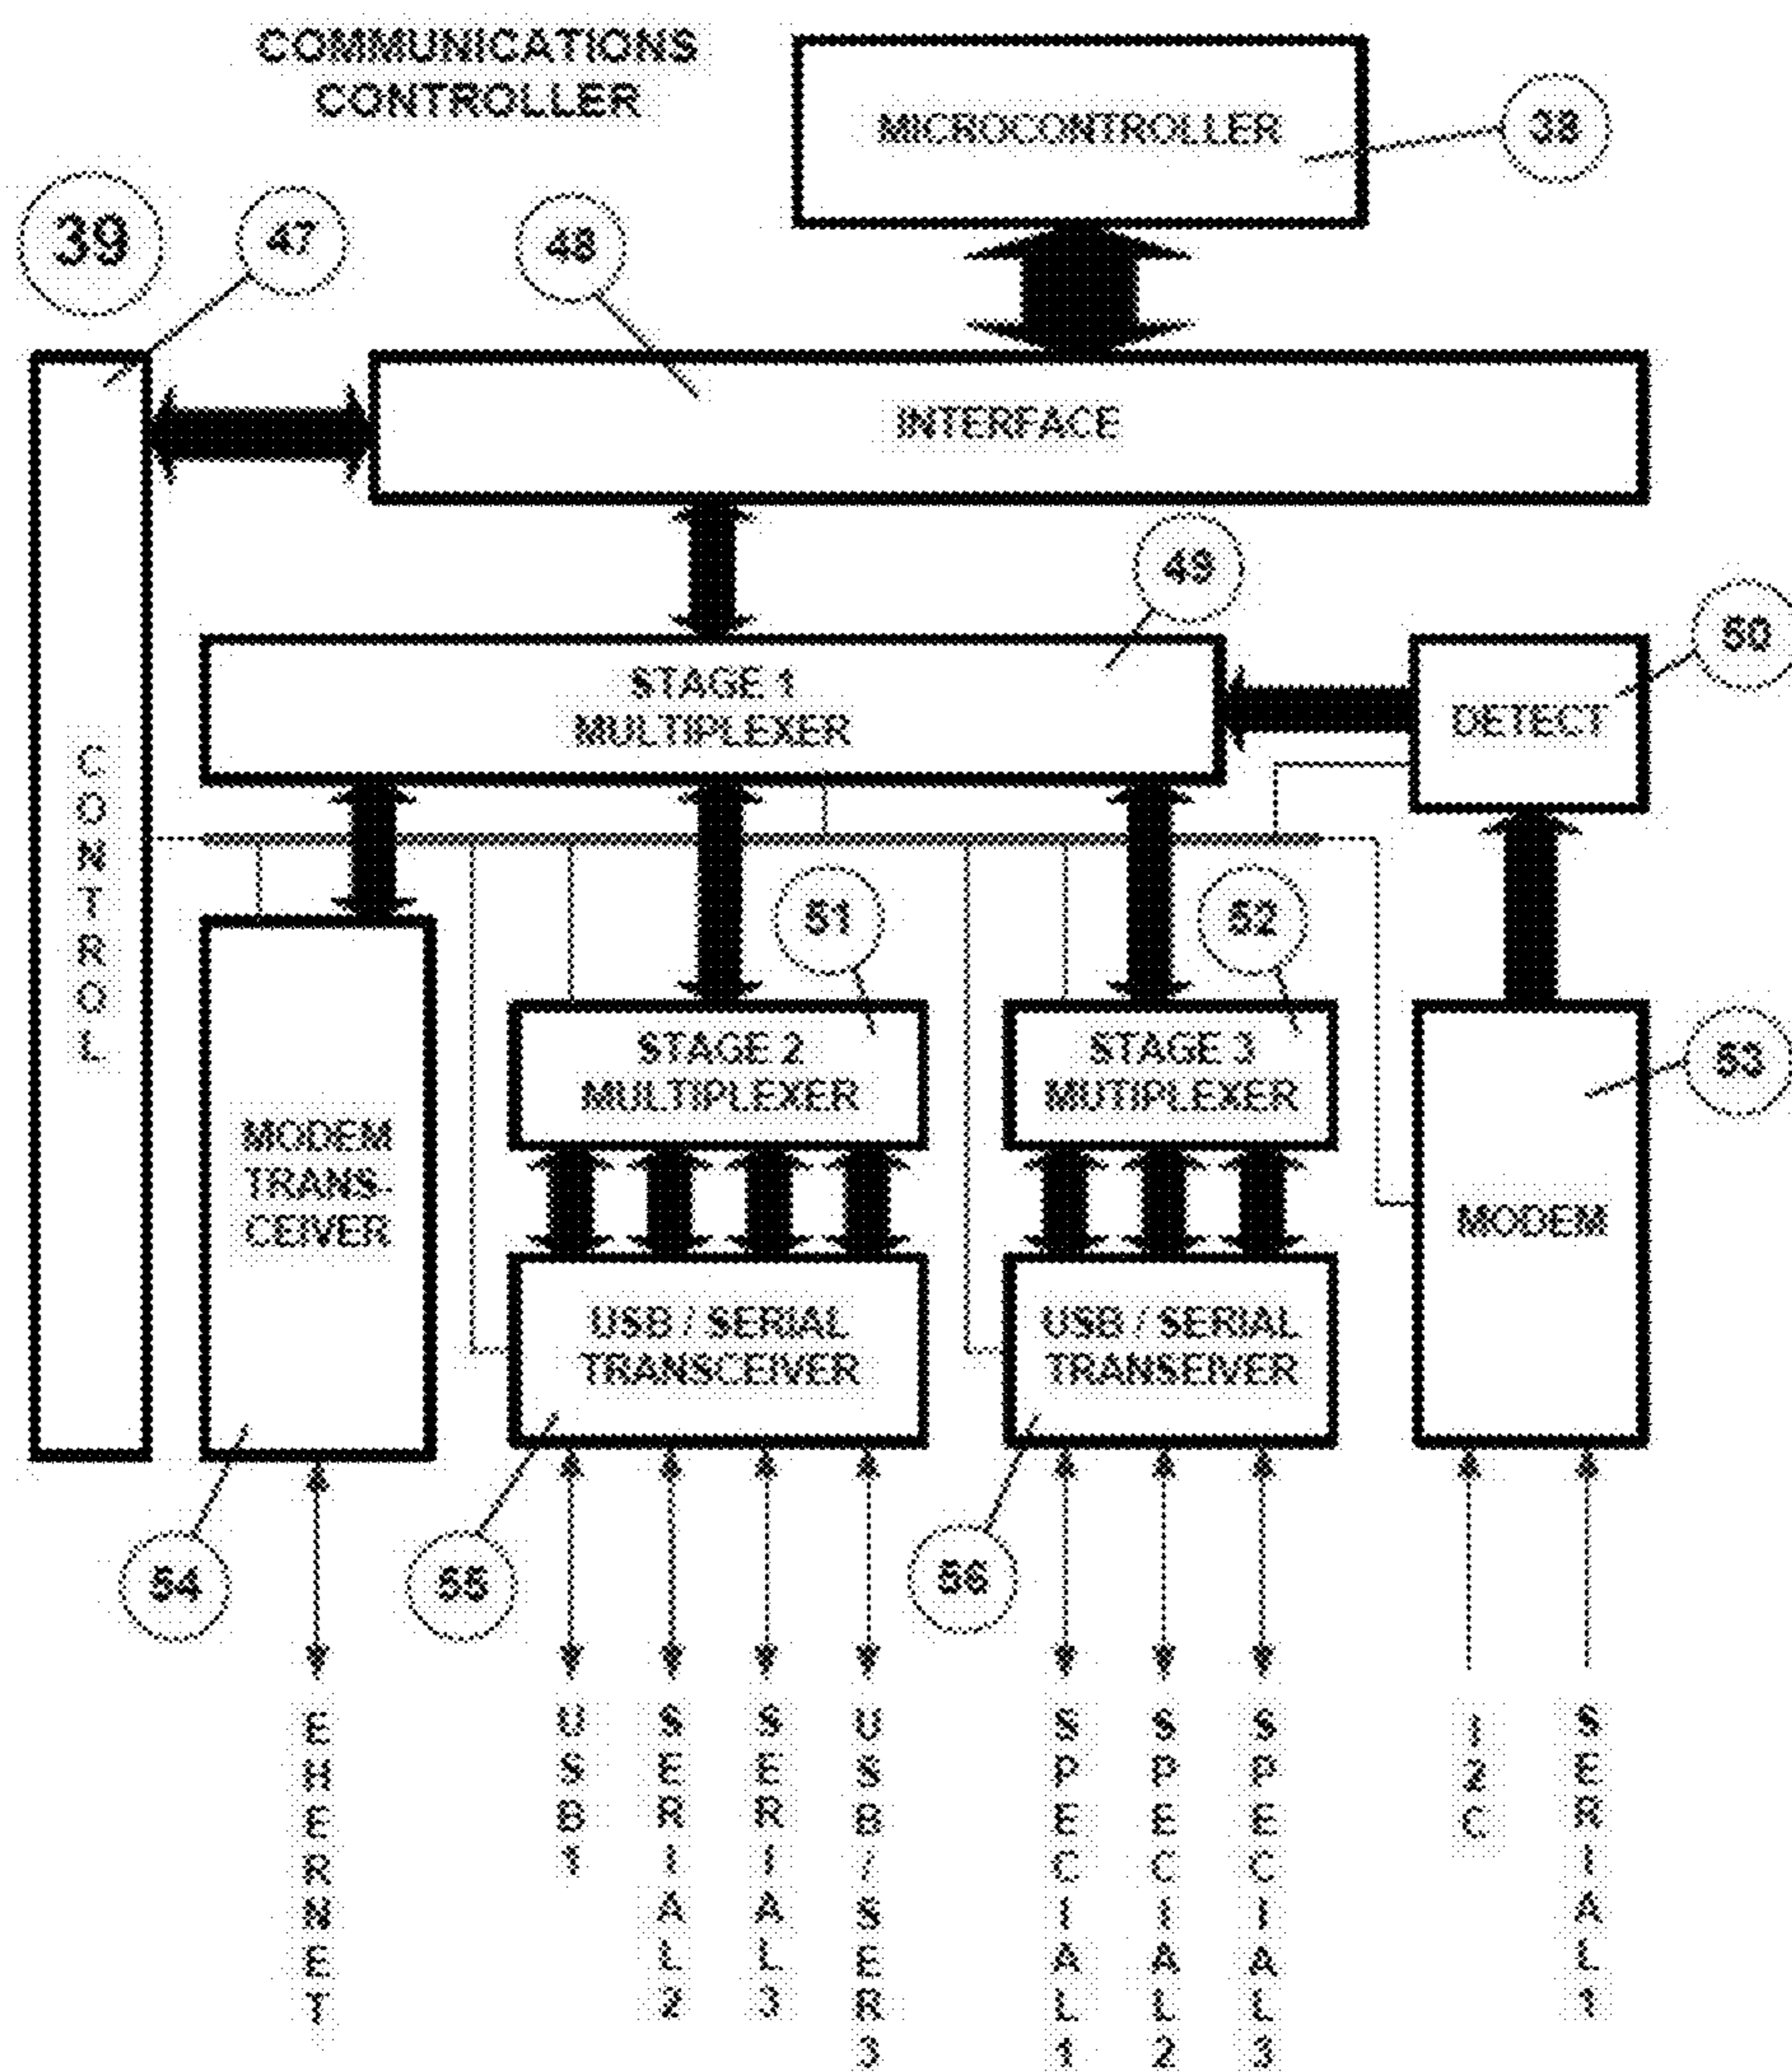 COMMUNICATIONS
CONTROLLER
MICROCONTROLLER
38
39
47
48
INTERFACE
49
50
STAGE 1
MULTIPLEXER
DETECT
CONTROL
51
52
STAGE 2
MULTIPLEXER
STAGE 3
MUTIPLEXER
53
MODEM
TRANS-
CEIVER
MODEM
USB / SERIAL
TRANSCEIVER
USB / SERIAL
TRANSEIVER
54
55
56
EHERNET
USB1
SERIAL2
SERIAL3
USB/SER3
SPECIAL1
SPECIAL2
SPECIAL3
I2C
SERIAL1